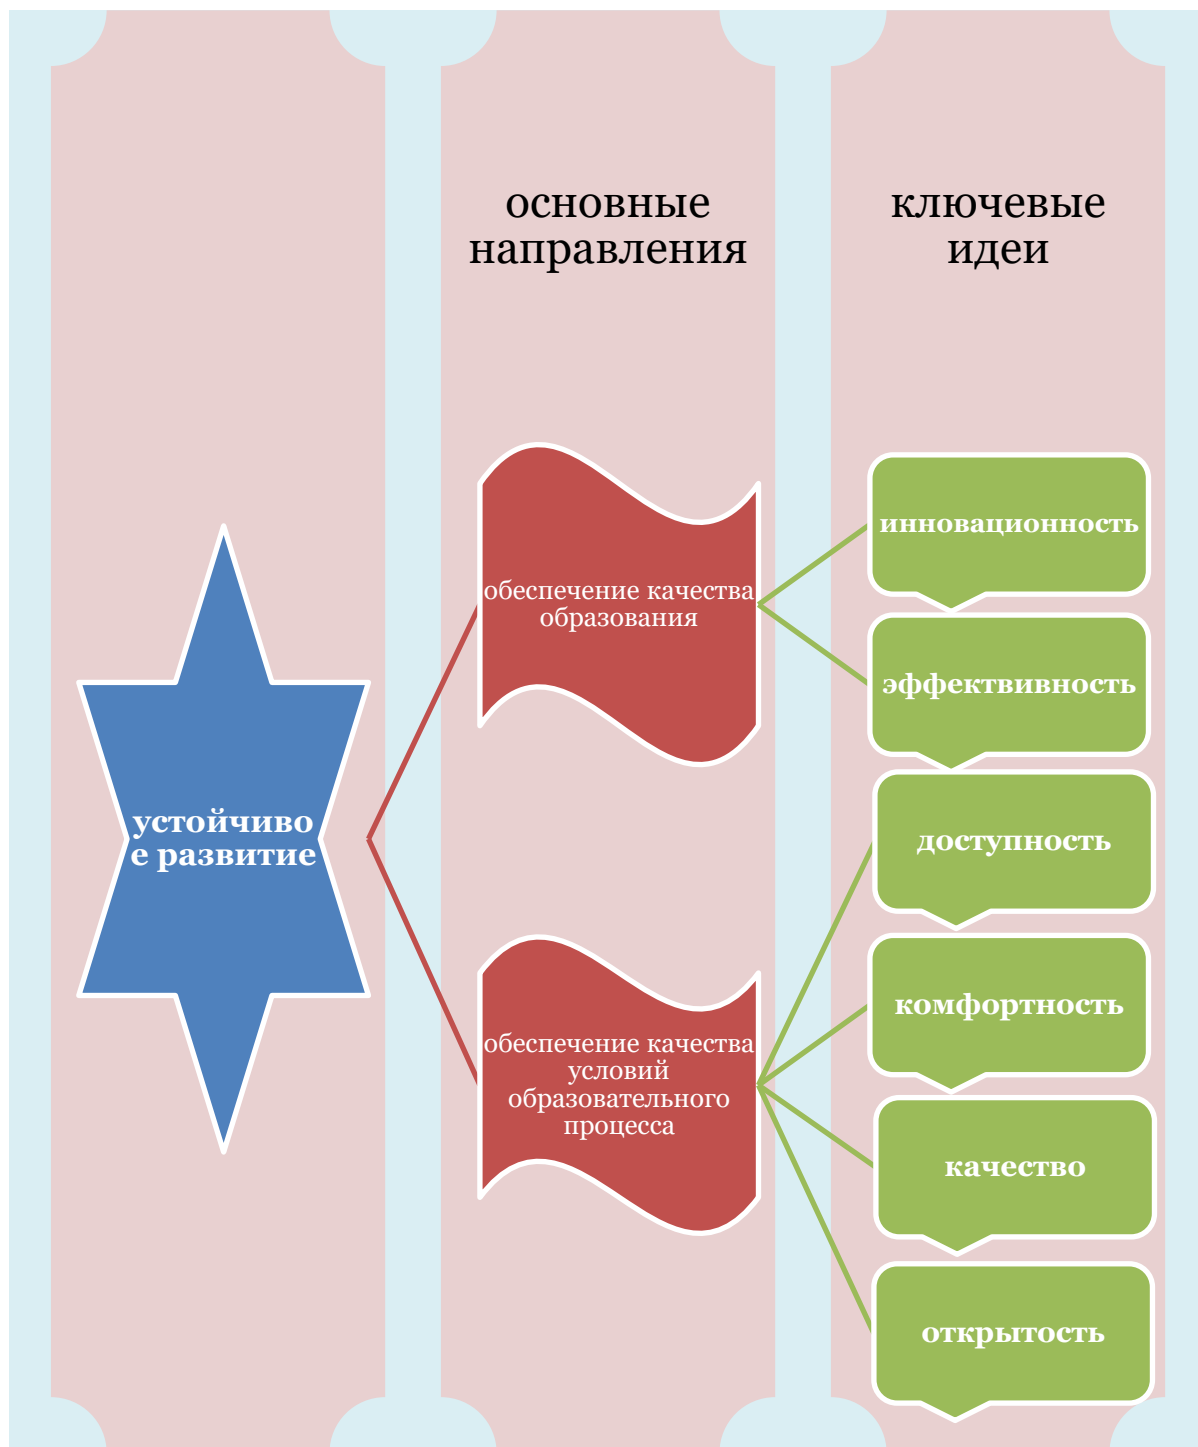 основные
направления
ключевые
идеи
устойчиво
е развитие
обеспечение качества
образования
обеспечение качества
условий
образовательного
процесса
инновационность
эффектвивность
доступность
комфортность
качество
открытость